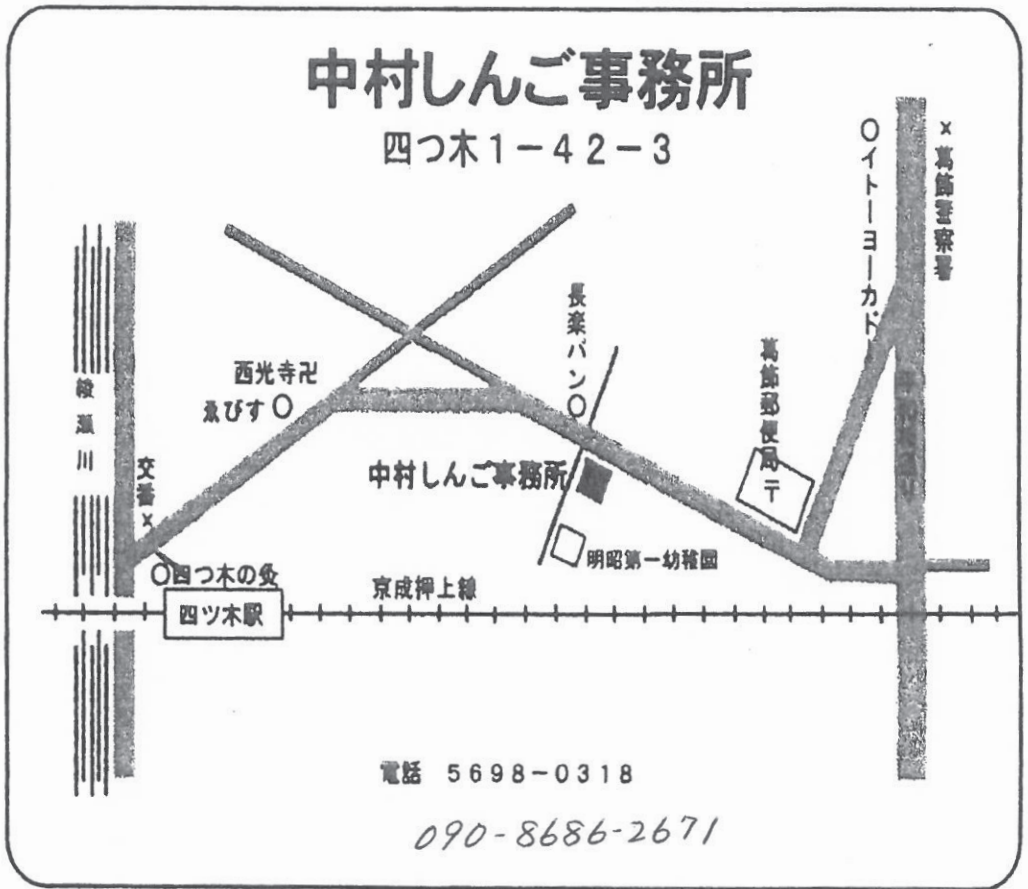 中村しんご事務所
四つ木1-42-3
○イトーヨーカド
×葛飾警察署
長楽パン○
西光寺卍
ゑびす○
葛飾郵便局〒
綾瀬川
交番×
中村しんご事務所
明昭第一幼稚園
○四つ木の灸
京成押上線
四ツ木駅
電話 5698-0318
090-8686-2671